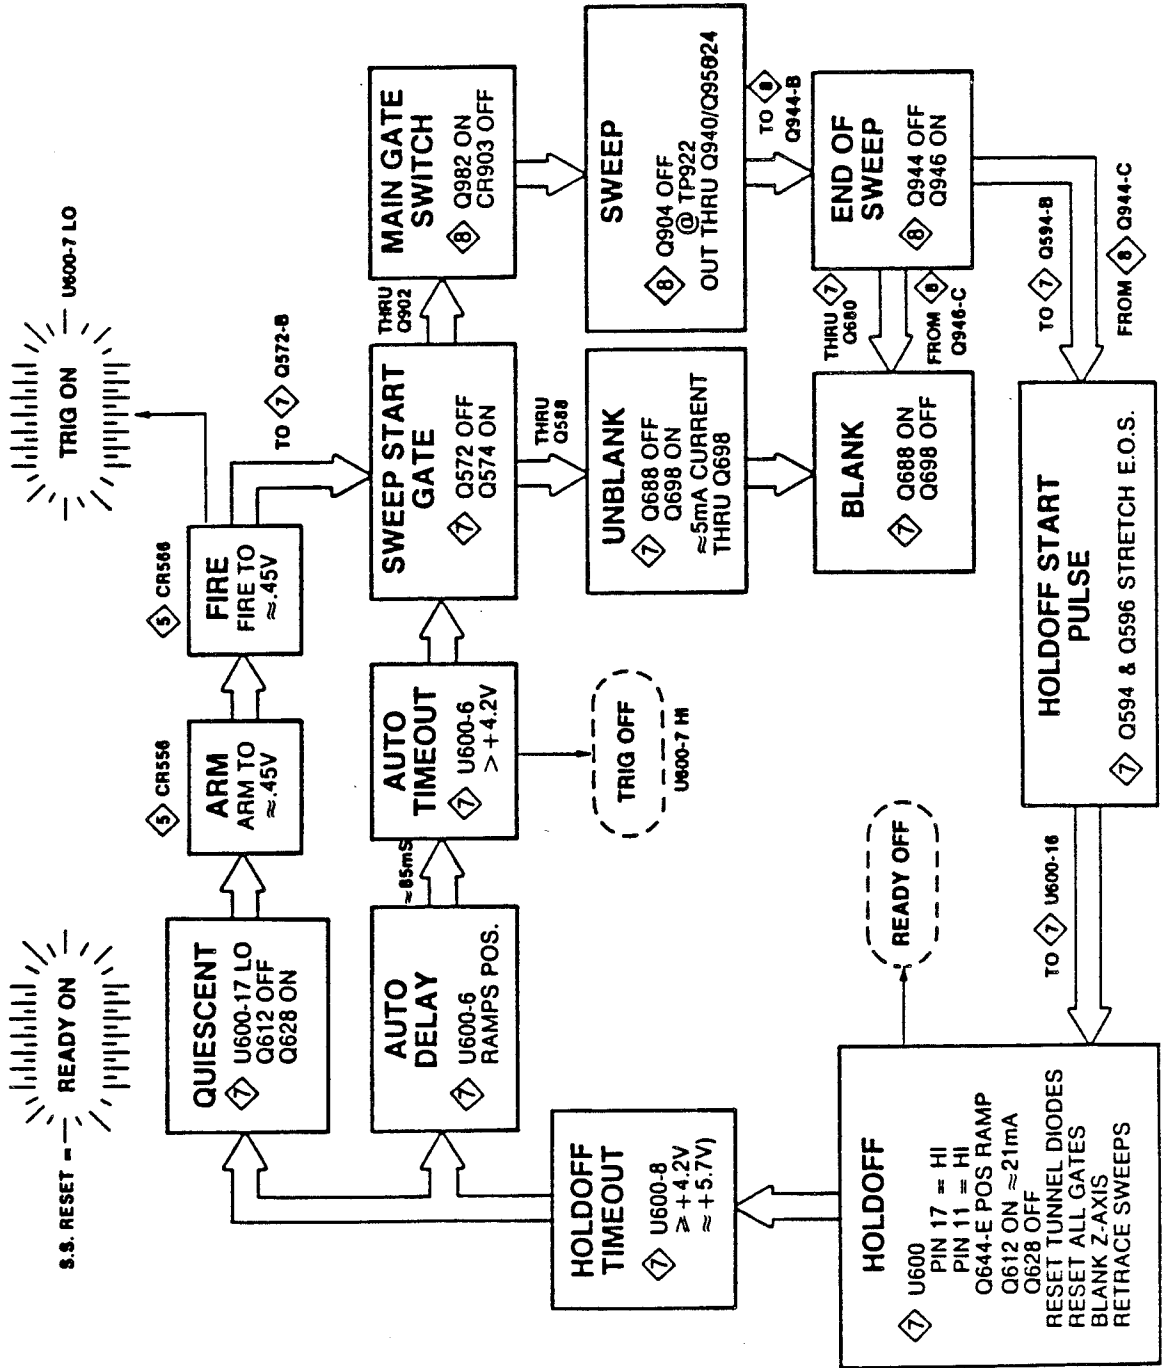 S.S. RESET =
READY ON
TRIG ON
U600-7 LO
QUIESCENT
7 U600-17 LO
Q612 OFF
Q628 ON
5 CR556
ARM
ARM TO
≈.45V
5 CR566
FIRE
FIRE TO
≈.45V
TO 7 Q572-B
AUTO
DELAY
7 U600-6
RAMPS POS.
≈85mS
AUTO
TIMEOUT
7 U600-6
> +4.2V
SWEEP START
GATE
7 Q572 OFF
Q574 ON
THRU
Q902
MAIN GATE
SWITCH
8 Q982 ON
CR903 OFF
HOLDOFF
TIMEOUT
7 U600-8
⩾ +4.2V
≈ +5.7V)
TRIG OFF
U600-7 HI
THRU
Q588
UNBLANK
7 Q688 OFF
Q698 ON
≈5mA CURRENT
THRU Q698
SWEEP
8 Q904 OFF
@ TP922
OUT THRU Q940/Q95624
TO 8
Q944-B
HOLDOFF
7 U600
PIN 17 = HI
PIN 11 = HI
Q644-E POS RAMP
Q612 ON ≈21mA
Q628 OFF
RESET TUNNEL DIODES
RESET ALL GATES
BLANK Z-AXIS
RETRACE SWEEPS
READY OFF
BLANK
7 Q688 ON
Q698 OFF
THRU 7
Q680
FROM 8
Q946-C
END OF
SWEEP
8 Q944 OFF
Q946 ON
TO 7 U600-16
HOLDOFF START
PULSE
7 Q594 & Q596 STRETCH E.O.S.
TO 7 Q594-B
FROM 8 Q944-C